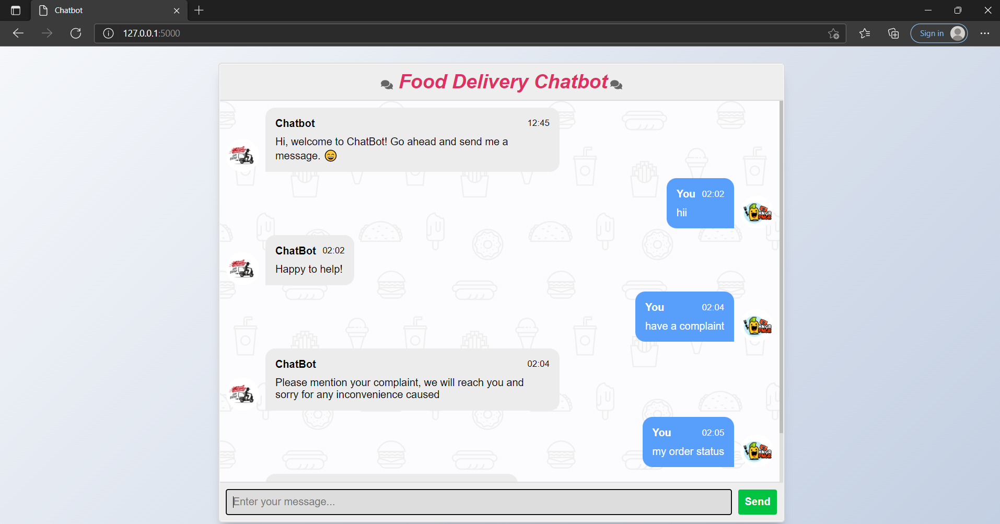 Chatbot
127.0.0.1:5000
Sign in
Food Delivery Chatbot
Chatbot 12:45
Hi, welcome to ChatBot! Go ahead and send me a
message. 😄
You 02:02
hii
ChatBot 02:02
Happy to help!
You 02:04
have a complaint
ChatBot 02:04
Please mention your complaint, we will reach you and
sorry for any inconvenience caused
You 02:05
my order status
Enter your message...
Send